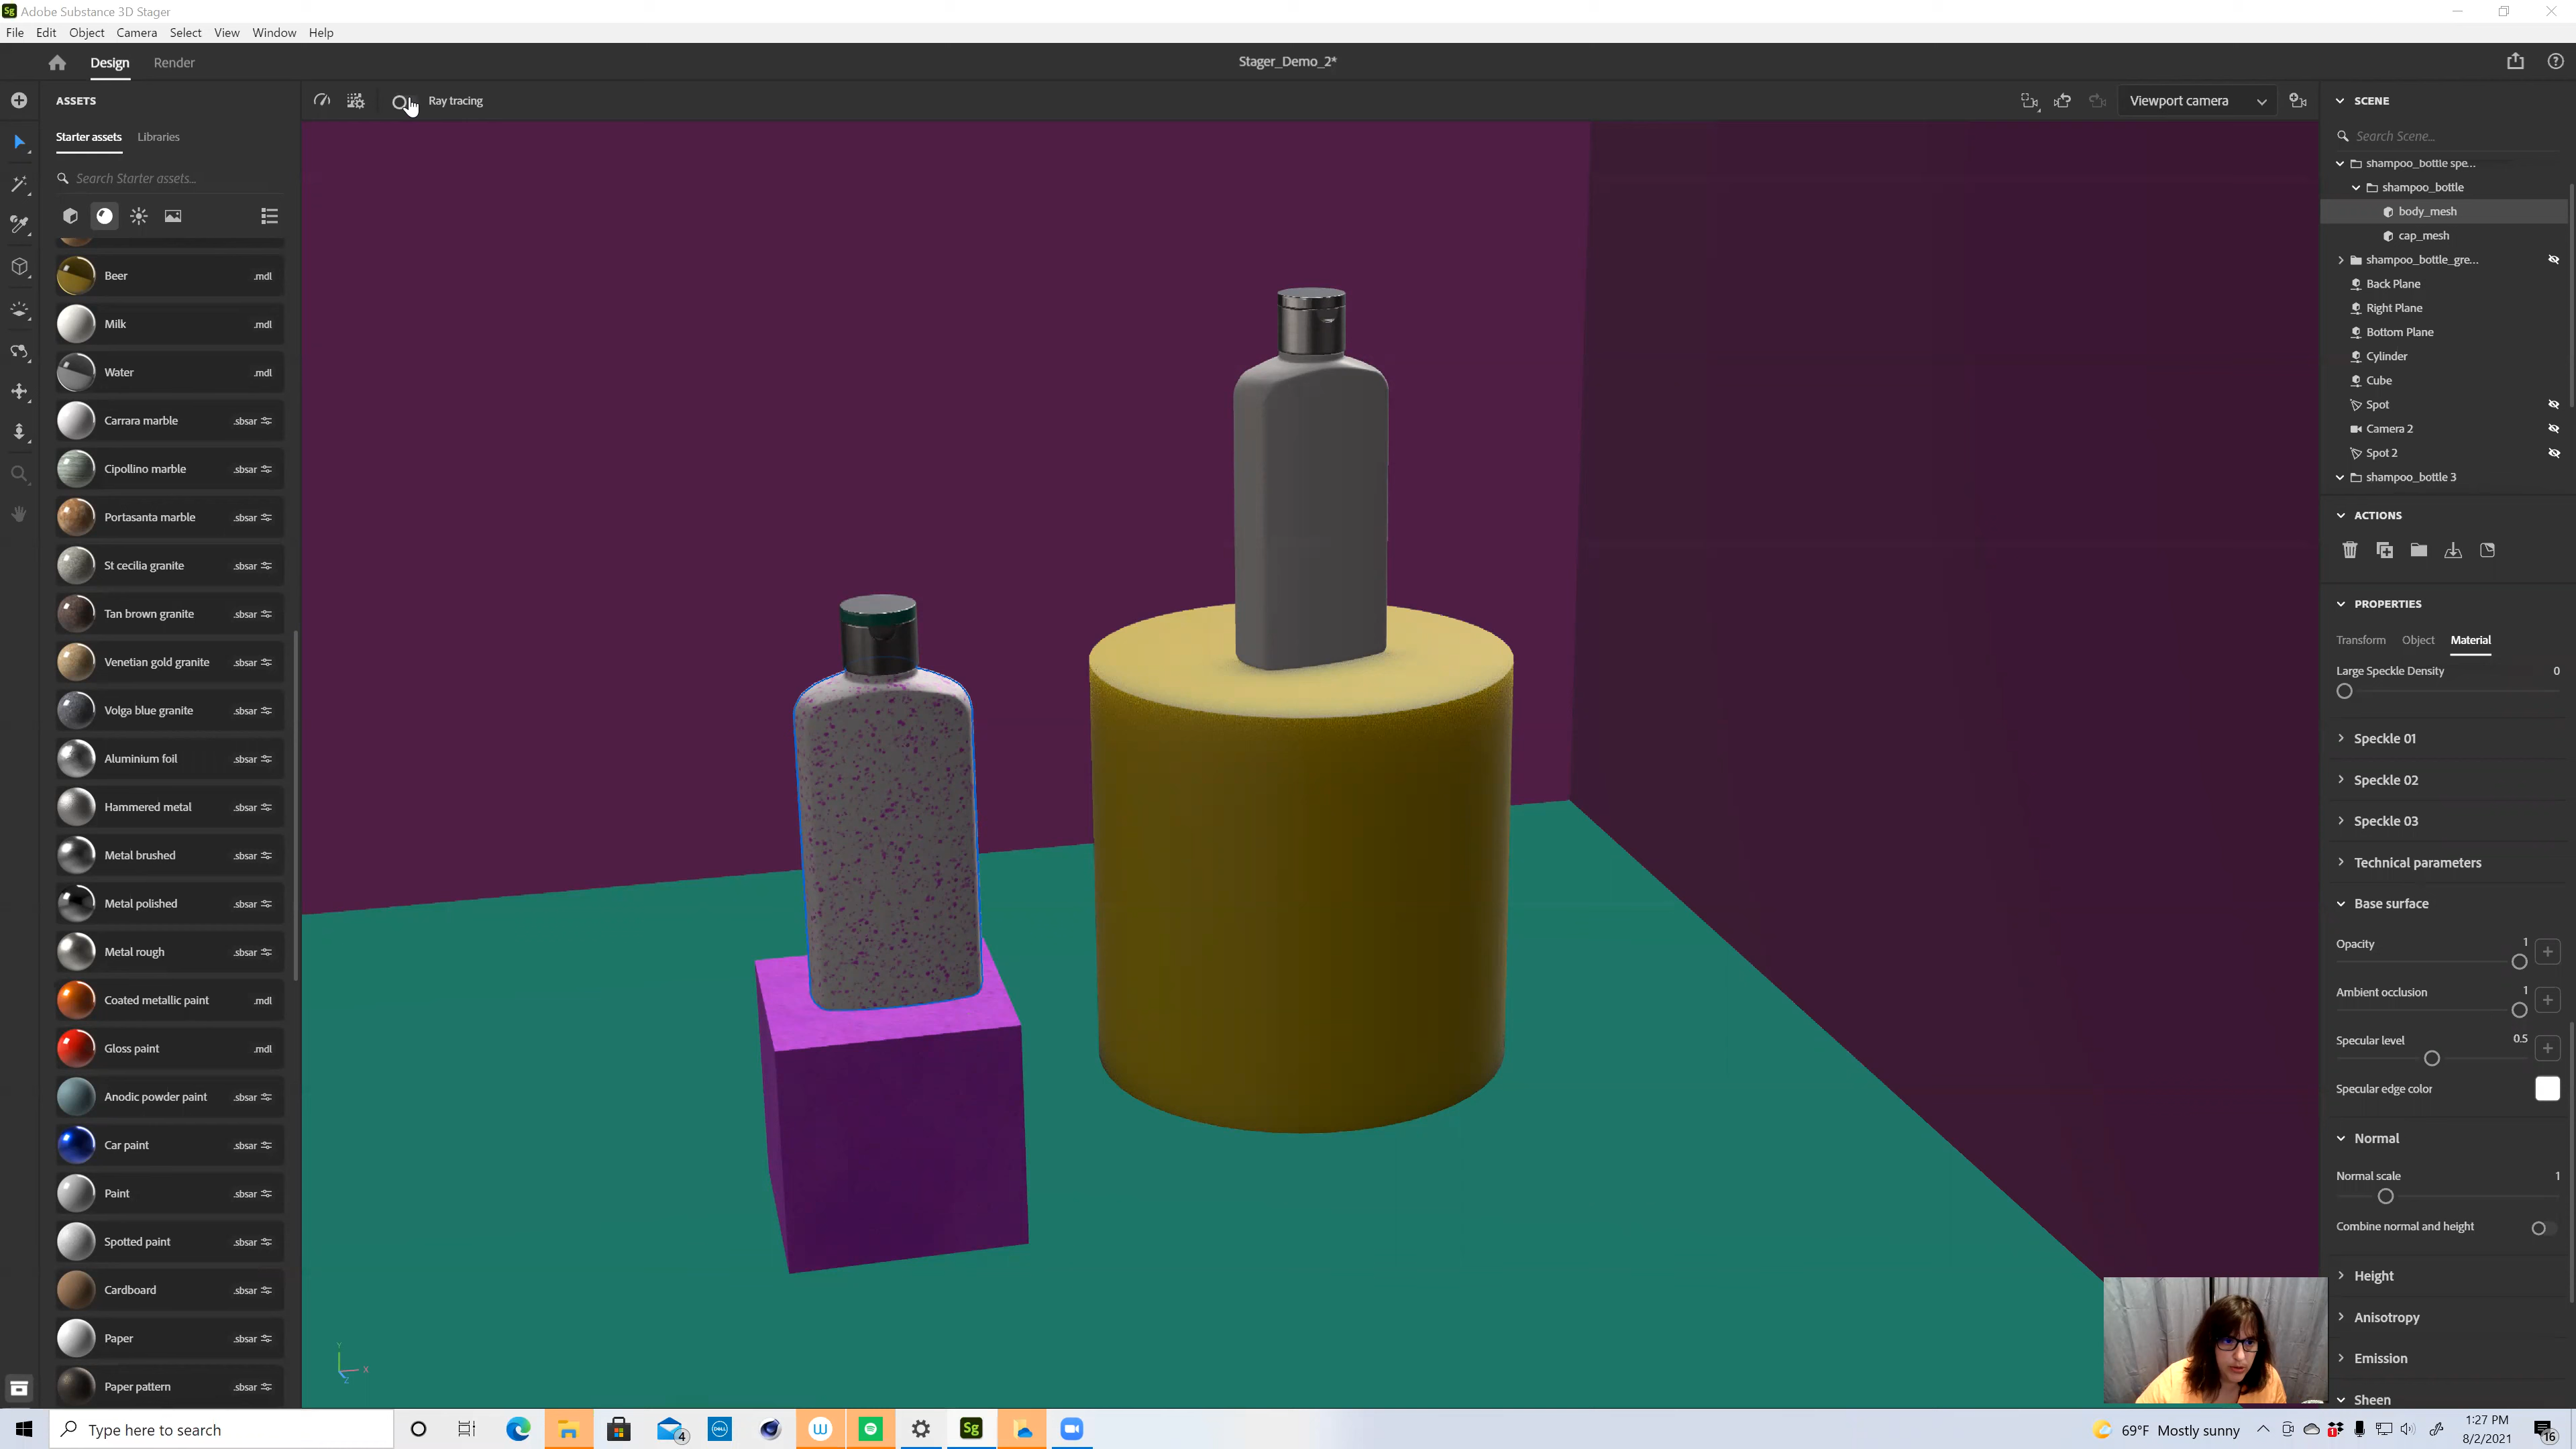 Sg Adobe Substance 3D Stager
File Edit Object Camera Select View Window Help
Design Render
Stager_Demo_2*
ASSETS
Starter assets Libraries
Search Starter assets...
Beer .mdl
Milk .mdl
Water .mdl
Carrara marble .sbsar
Cipollino marble .sbsar
Portasanta marble .sbsar
St cecilia granite .sbsar
Tan brown granite .sbsar
Venetian gold granite .sbsar
Volga blue granite .sbsar
Aluminium foil .sbsar
Hammered metal .sbsar
Metal brushed .sbsar
Metal polished .sbsar
Metal rough .sbsar
Coated metallic paint .mdl
Gloss paint .mdl
Anodic powder paint .sbsar
Car paint .sbsar
Paint .sbsar
Spotted paint .sbsar
Cardboard .sbsar
Paper .sbsar
Paper pattern .sbsar
Ray tracing
Viewport camera
Y
X
Z
SCENE
Search Scene...
shampoo_bottle spe...
shampoo_bottle
body_mesh
cap_mesh
shampoo_bottle_gre...
Back Plane
Right Plane
Bottom Plane
Cylinder
Cube
Spot
Camera 2
Spot 2
shampoo_bottle 3
ACTIONS
PROPERTIES
Transform Object Material
Large Speckle Density 0
Speckle 01
Speckle 02
Speckle 03
Technical parameters
Base surface
Opacity 1
Ambient occlusion 1
Specular level 0.5
Specular edge color
Normal
Normal scale 1
Combine normal and height
Height
Anisotropy
Emission
Sheen
Type here to search
4
DELL
w
Sg
69°F Mostly sunny
1
1:27 PM
8/2/2021
16